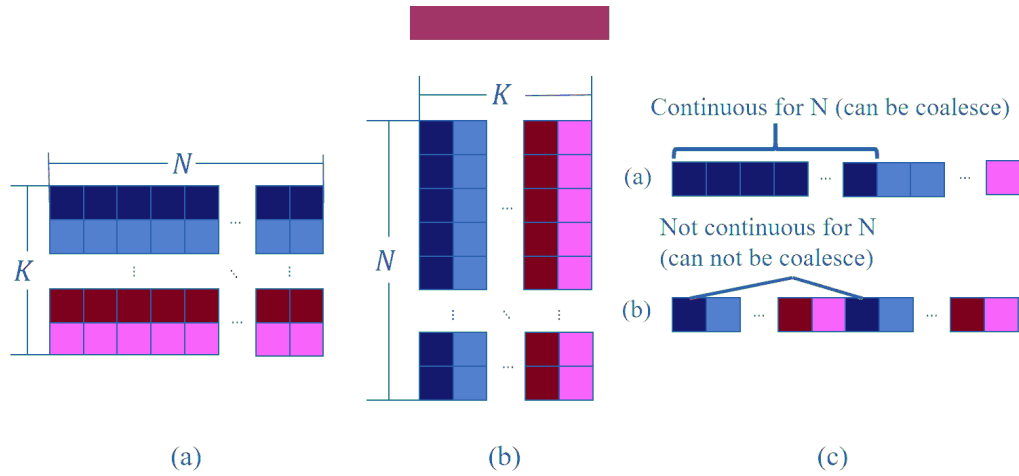 K
Continuous for N (can be coalesce)
N
(a)
...
...
...
Not continuous for N
(can not be coalesce)
K
N
(b)
...
...
(a)
(b)
(c)